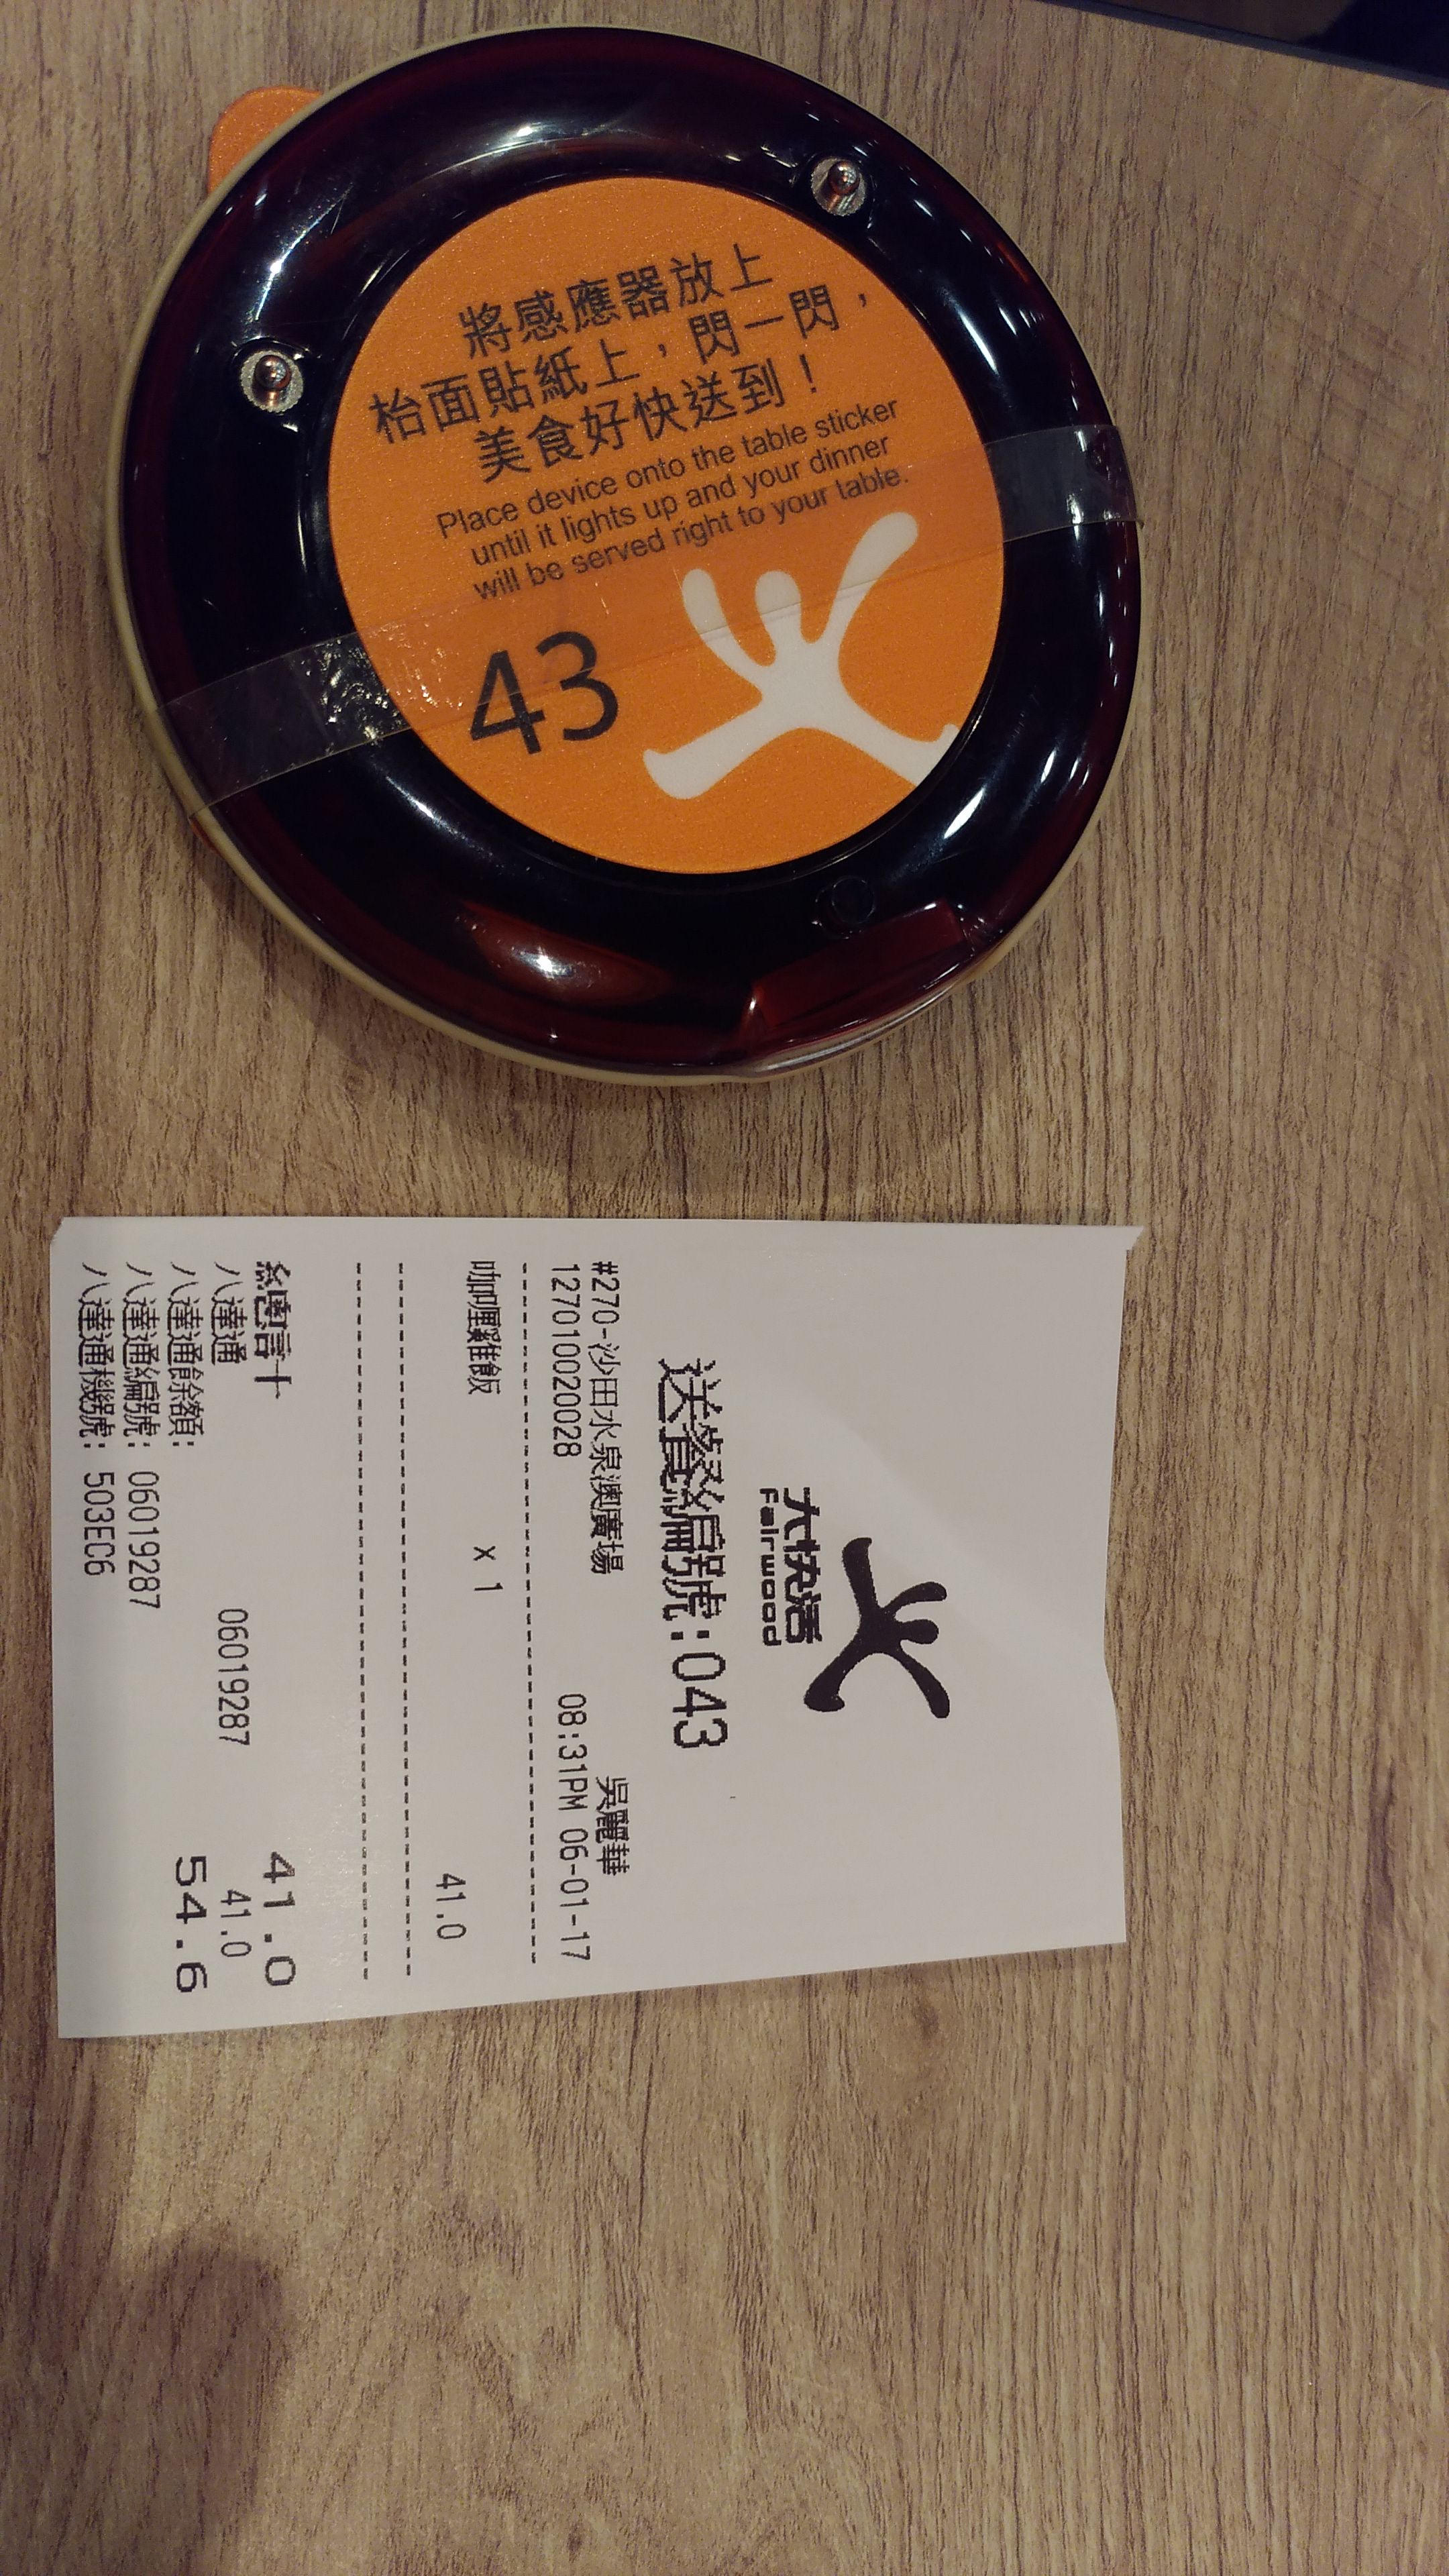 將感應器放上
枱面貼紙上，閃一閃，
美食好快送到！
Place device onto the table sticker
until it lights up and your dinner
will be served right to your table.
43
大快活
Fairwood
送餐編號:043
#270-沙田水泉澳廣場 吳麗華
127010020028 08:31PM 06-01-17
咖喱雞飯 x 1
41.0
總計 41.0
八達通 06019287 41.0
八達通餘額: 54.6
八達通編號: 06019287
八達通機號: 503EC6